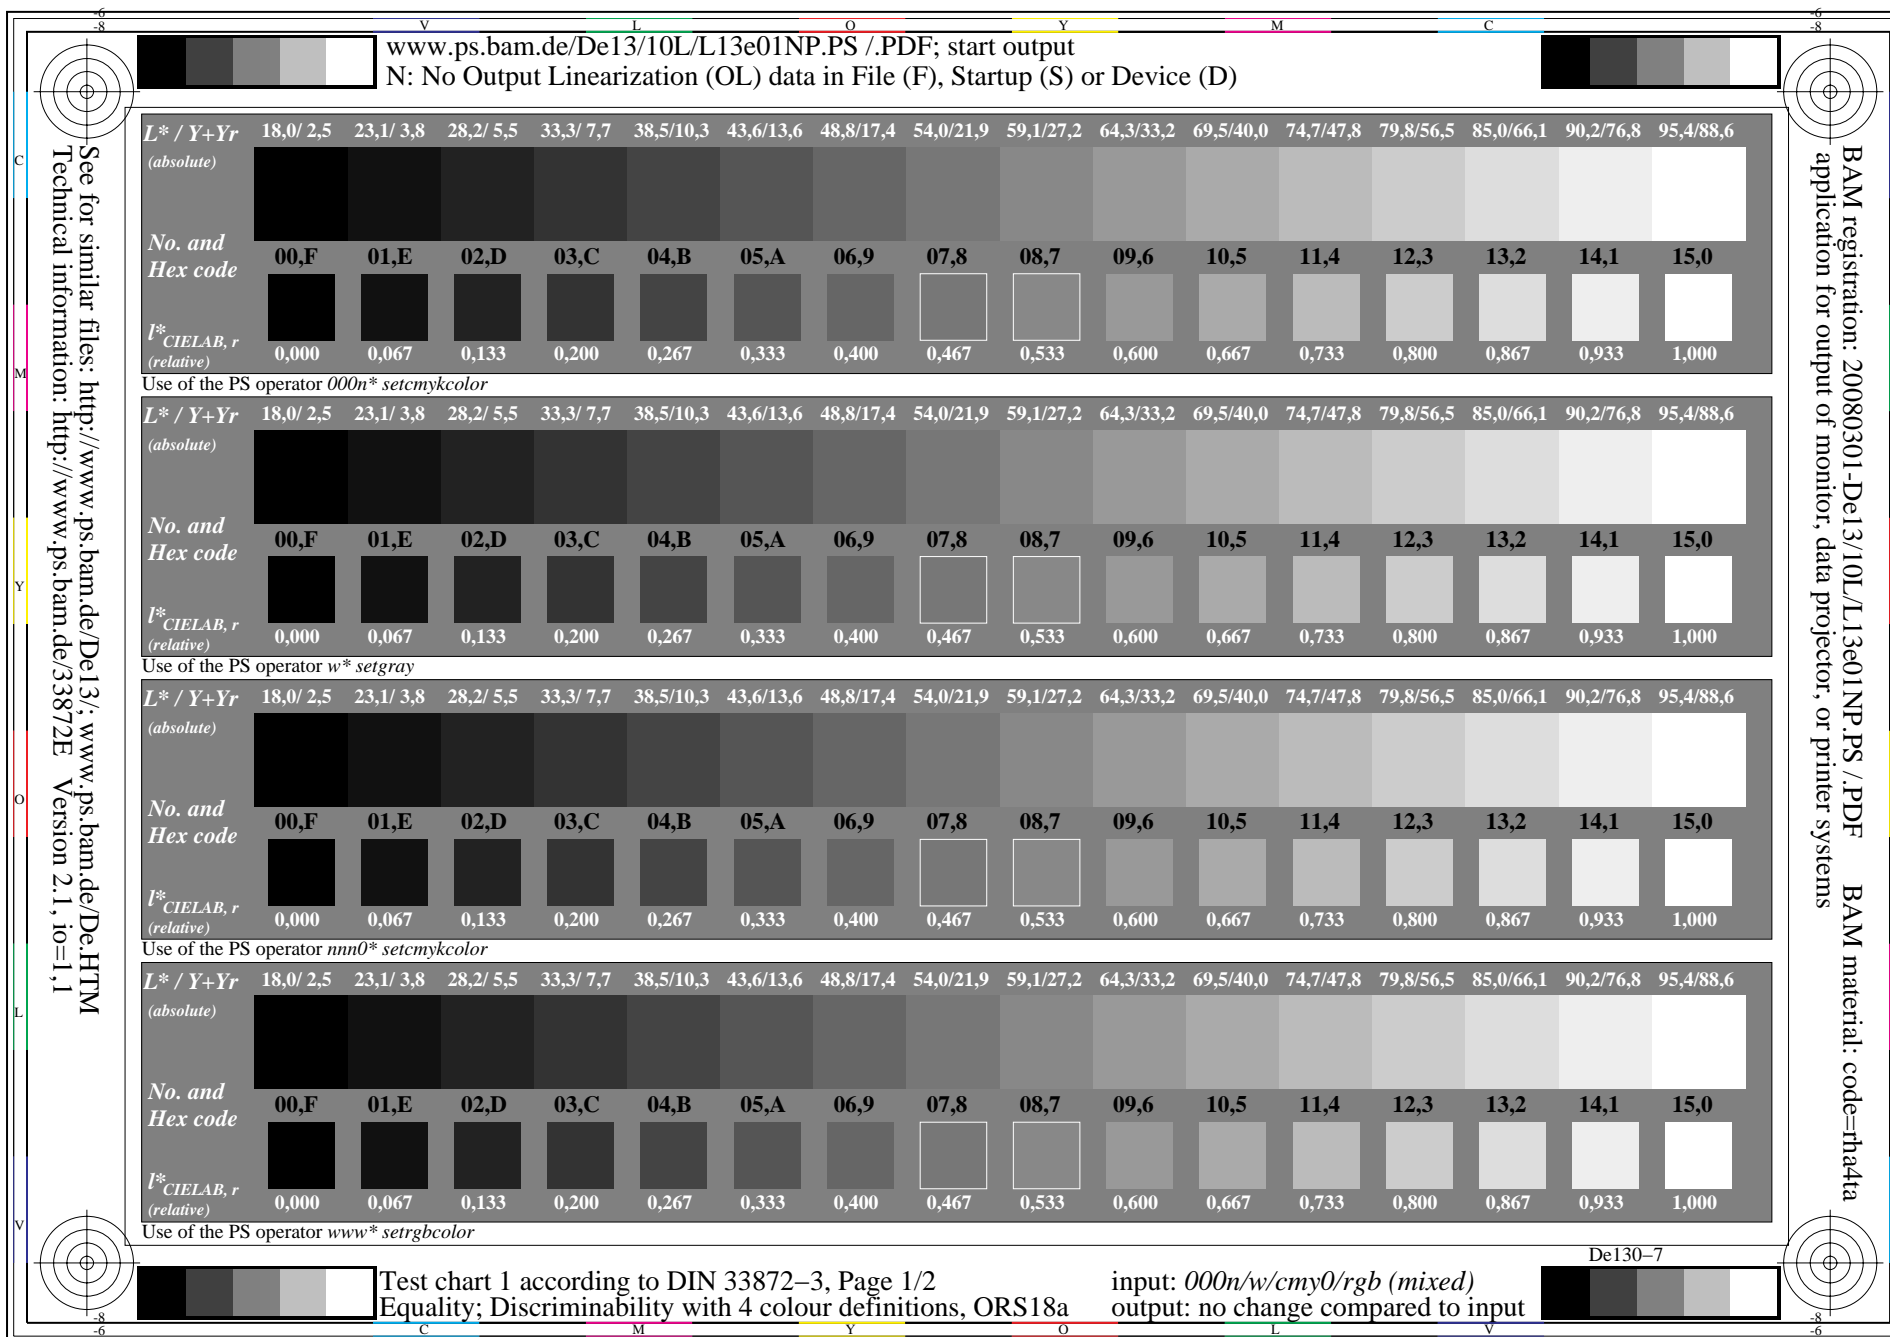 -6
-8
V L O Y M C
-6
-8
www.ps.bam.de/De13/10L/L13e01NP.PS /.PDF; start output
N: No Output Linearization (OL) data in File (F), Startup (S) or Device (D)
C
M
Y
O
L
V
See for similar files: http://www.ps.bam.de/De13/; www.ps.bam.de/De.HTM
Technical information: http://www.ps.bam.de/33872E Version 2.1, io=1,1
L* / Y+Yr 18,0/ 2,5 23,1/ 3,8 28,2/ 5,5 33,3/ 7,7 38,5/10,3 43,6/13,6 48,8/17,4 54,0/21,9 59,1/27,2 64,3/33,2 69,5/40,0 74,7/47,8 79,8/56,5 85,0/66,1 90,2/76,8 95,4/88,6
(absolute)
No. and
Hex code 00,F 01,E 02,D 03,C 04,B 05,A 06,9 07,8 08,7 09,6 10,5 11,4 12,3 13,2 14,1 15,0
l*CIELAB, r
(relative) 0,000 0,067 0,133 0,200 0,267 0,333 0,400 0,467 0,533 0,600 0,667 0,733 0,800 0,867 0,933 1,000
Use of the PS operator 000n* setcmykcolor
L* / Y+Yr 18,0/ 2,5 23,1/ 3,8 28,2/ 5,5 33,3/ 7,7 38,5/10,3 43,6/13,6 48,8/17,4 54,0/21,9 59,1/27,2 64,3/33,2 69,5/40,0 74,7/47,8 79,8/56,5 85,0/66,1 90,2/76,8 95,4/88,6
(absolute)
No. and
Hex code 00,F 01,E 02,D 03,C 04,B 05,A 06,9 07,8 08,7 09,6 10,5 11,4 12,3 13,2 14,1 15,0
l*CIELAB, r
(relative) 0,000 0,067 0,133 0,200 0,267 0,333 0,400 0,467 0,533 0,600 0,667 0,733 0,800 0,867 0,933 1,000
Use of the PS operator w* setgray
L* / Y+Yr 18,0/ 2,5 23,1/ 3,8 28,2/ 5,5 33,3/ 7,7 38,5/10,3 43,6/13,6 48,8/17,4 54,0/21,9 59,1/27,2 64,3/33,2 69,5/40,0 74,7/47,8 79,8/56,5 85,0/66,1 90,2/76,8 95,4/88,6
(absolute)
No. and
Hex code 00,F 01,E 02,D 03,C 04,B 05,A 06,9 07,8 08,7 09,6 10,5 11,4 12,3 13,2 14,1 15,0
l*CIELAB, r
(relative) 0,000 0,067 0,133 0,200 0,267 0,333 0,400 0,467 0,533 0,600 0,667 0,733 0,800 0,867 0,933 1,000
Use of the PS operator nnn0* setcmykcolor
L* / Y+Yr 18,0/ 2,5 23,1/ 3,8 28,2/ 5,5 33,3/ 7,7 38,5/10,3 43,6/13,6 48,8/17,4 54,0/21,9 59,1/27,2 64,3/33,2 69,5/40,0 74,7/47,8 79,8/56,5 85,0/66,1 90,2/76,8 95,4/88,6
(absolute)
No. and
Hex code 00,F 01,E 02,D 03,C 04,B 05,A 06,9 07,8 08,7 09,6 10,5 11,4 12,3 13,2 14,1 15,0
l*CIELAB, r
(relative) 0,000 0,067 0,133 0,200 0,267 0,333 0,400 0,467 0,533 0,600 0,667 0,733 0,800 0,867 0,933 1,000
Use of the PS operator www* setrgbcolor
BAM registration: 20080301-De13/10L/L13e01NP.PS /.PDF BAM material: code=rha4ta
application for output of monitor, data projector, or printer systems
De130−7
Test chart 1 according to DIN 33872−3, Page 1/2 input: 000n/w/cmy0/rgb (mixed)
Equality; Discriminability with 4 colour definitions, ORS18a output: no change compared to input
-8
-6
C M Y O L V
-8
-6